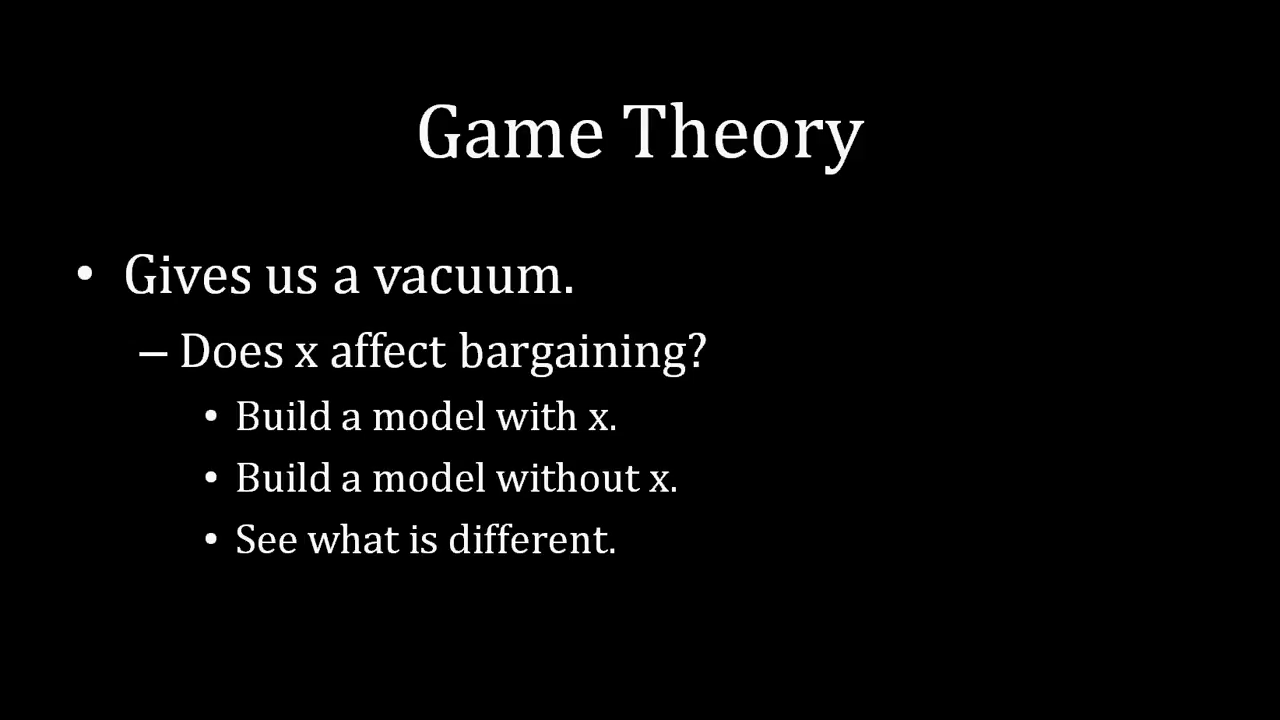 Game Theory
• Gives us a vacuum.
– Does x affect bargaining?
• Build a model with x.
• Build a model without x.
• See what is different.